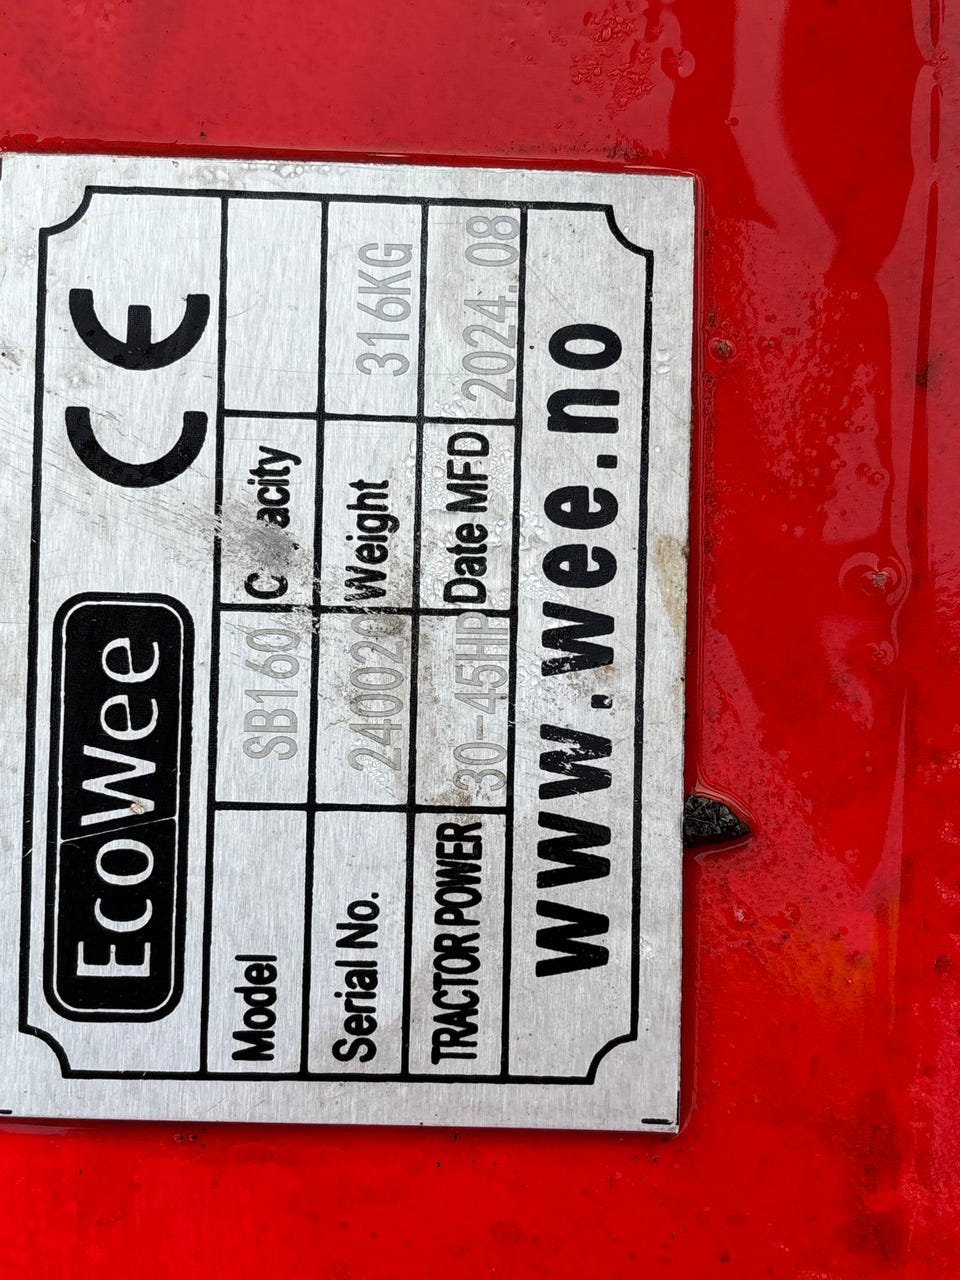 EcoWee CE
Model SB160 Capacity
Serial No. 240020 Weight 316KG
TRACTOR POWER 30-45HP Date MFD 2024.08
www.wee.no